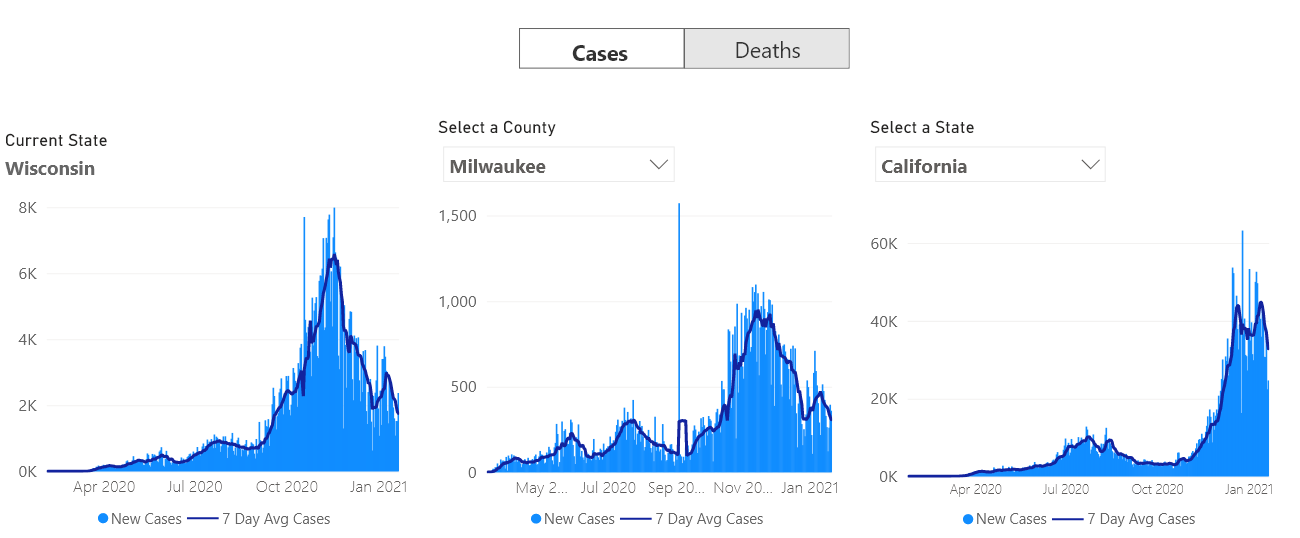 Cases
Deaths
Current State
Wisconsin
8K
6K
4K
2K
0K
Apr 2020
Jul 2020
Oct 2020
Jan 2021
New Cases
7 Day Avg Cases
Select a County
Milwaukee
1,500
1,000
500
0
May 2...
Jul 2020
Sep 20...
Nov 20...
Jan 2021
New Cases
7 Day Avg Cases
Select a State
California
60K
40K
20K
0K
Apr 2020
Jul 2020
Oct 2020
Jan 2021
New Cases
7 Day Avg Cases